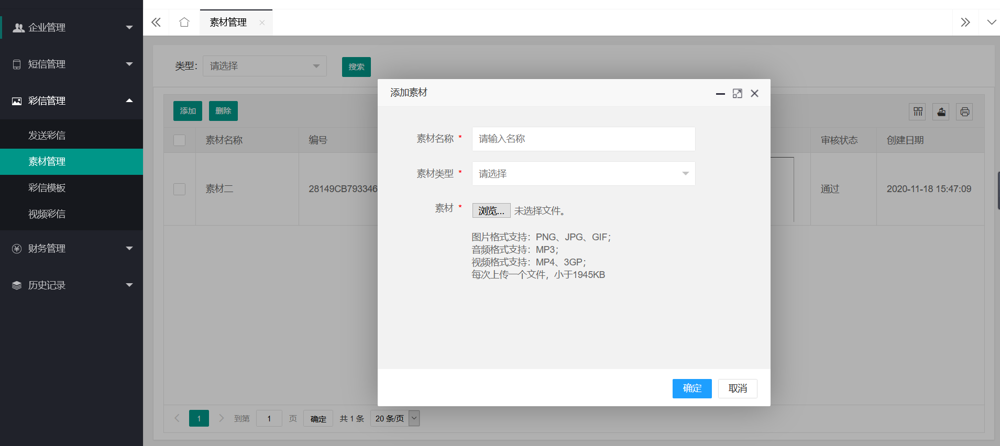 企业管理
短信管理
彩信管理
发送彩信
素材管理
彩信模板
视频彩信
财务管理
历史记录
素材管理
类型：
请选择
搜索
添加
删除
素材名称
编号
审核状态
创建日期
素材二
28149CB793346
通过
2020-11-18 15:47:09
添加素材
素材名称 *
请输入名称
素材类型 *
请选择
素材 *
浏览... 未选择文件。
图片格式支持：PNG、JPG、GIF；
音频格式支持：MP3；
视频格式支持：MP4、3GP；
每次上传一个文件，小于1945KB
确定
取消
1 到第 1 页 确定 共 1 条 20 条/页